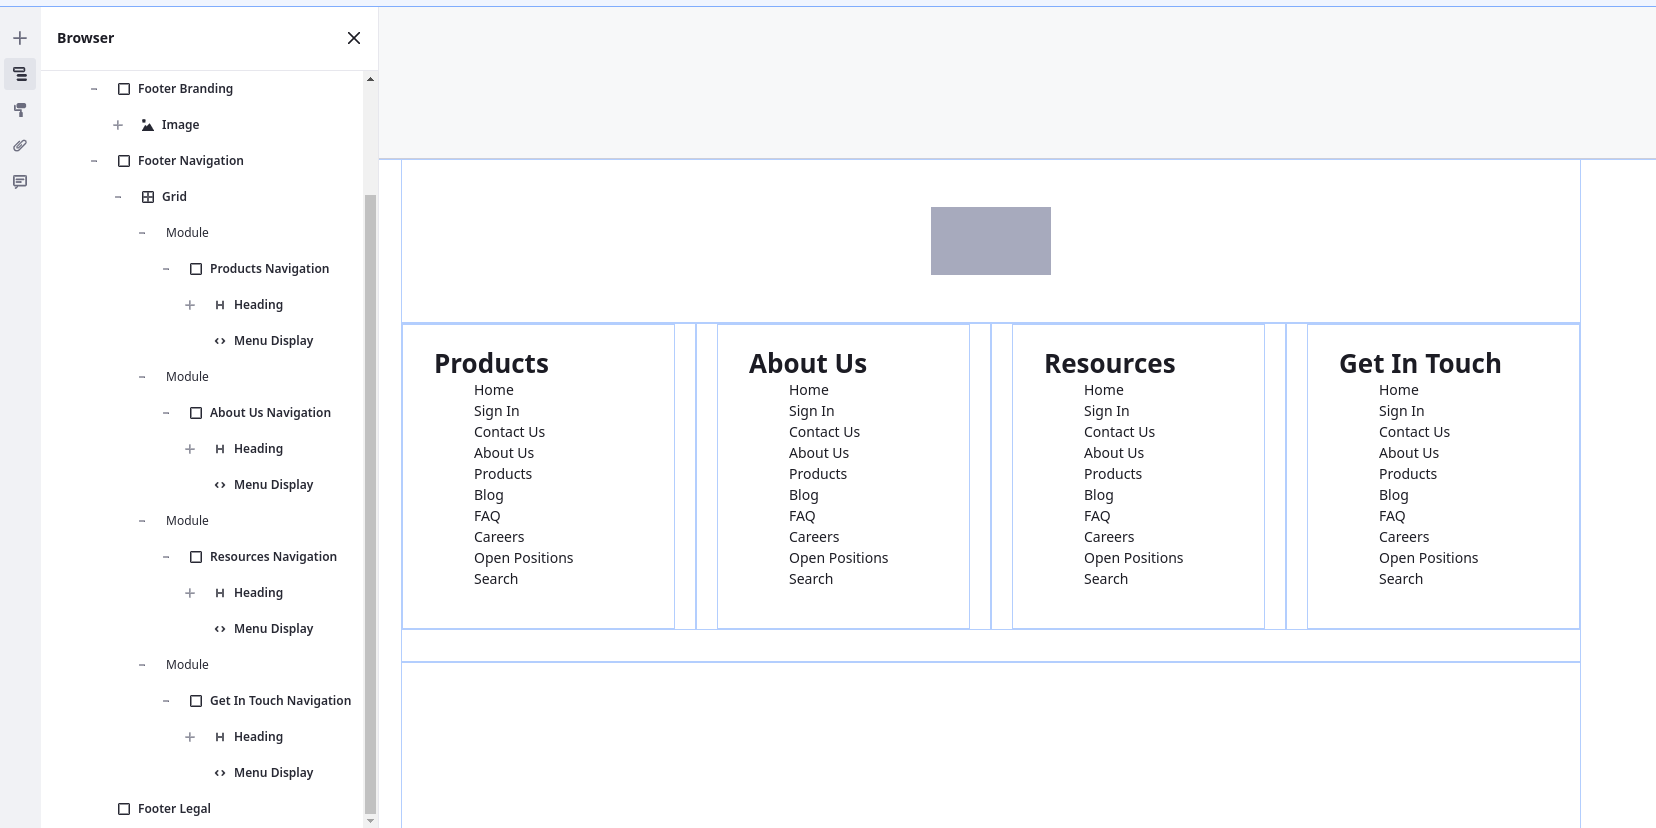 Browser
Footer Branding
Image
Footer Navigation
Grid
Module
Products Navigation
Heading
Menu Display
Module
About Us Navigation
Heading
Menu Display
Module
Resources Navigation
Heading
Menu Display
Module
Get In Touch Navigation
Heading
Menu Display
Footer Legal
Products
Home
Sign In
Contact Us
About Us
Products
Blog
FAQ
Careers
Open Positions
Search
About Us
Home
Sign In
Contact Us
About Us
Products
Blog
FAQ
Careers
Open Positions
Search
Resources
Home
Sign In
Contact Us
About Us
Products
Blog
FAQ
Careers
Open Positions
Search
Get In Touch
Home
Sign In
Contact Us
About Us
Products
Blog
FAQ
Careers
Open Positions
Search